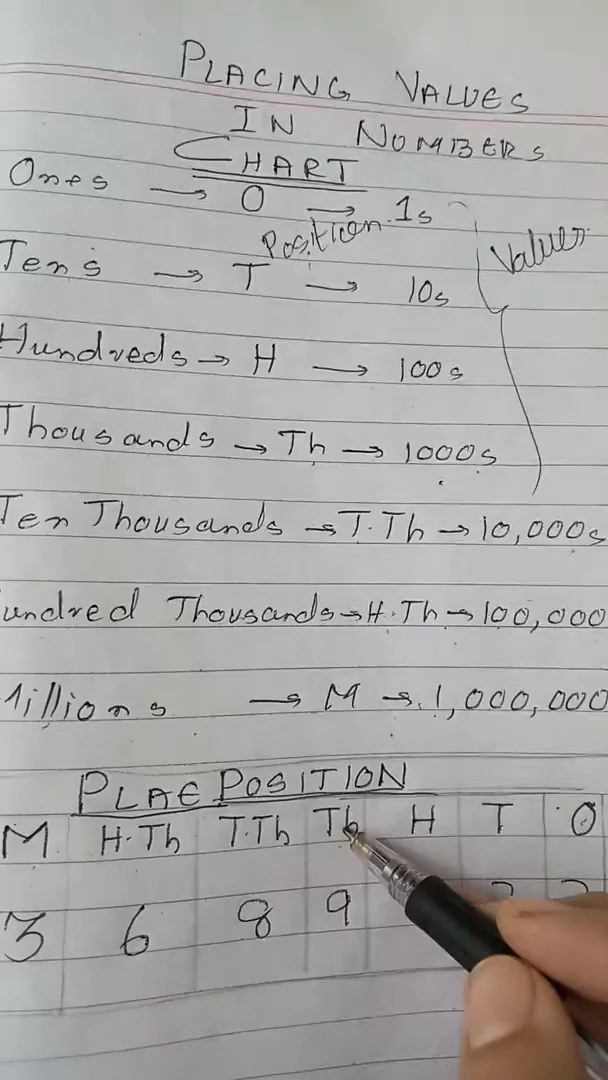 PLACING VALUES
IN NUMBERS
CHART
Ones → O → 1s
Position
Values
Tens → T → 10s
Hundreds → H → 100s
Thousands → Th → 1000s
Ten Thousands → T.Th → 10,000s
undred Thousands → H.Th → 100,000
Millions → M → 1,000,000
PLAE POSITION
M H.Th T.Th Th H T O
3 6 8 9